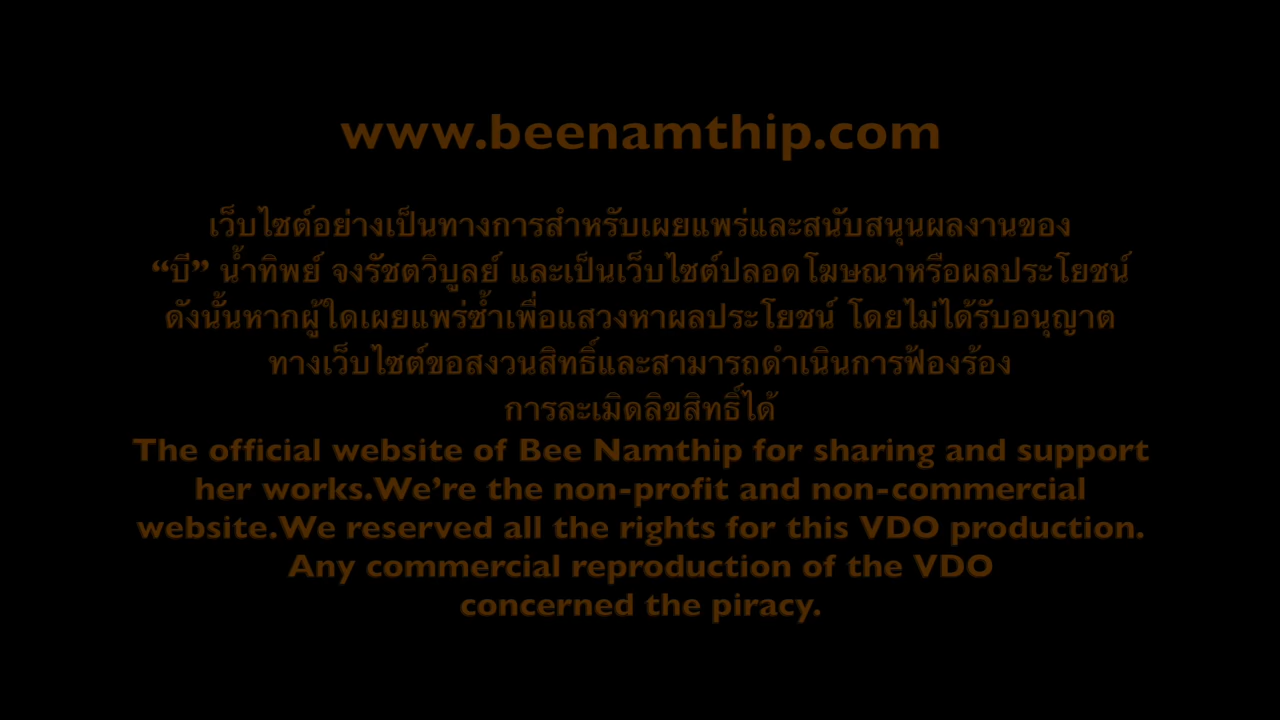 www.beenamthip.com
เว็บไซต์อย่างเป็นทางการสำหรับเผยแพร่และสนับสนุนผลงานของ
“บี” น้ำทิพย์ จงรัชตวิบูลย์ และเป็นเว็บไซต์ปลอดโฆษณาหรือผลประโยชน์
ดังนั้นหากผู้ใดเผยแพร่ซ้ำเพื่อแสวงหาผลประโยชน์ โดยไม่ได้รับอนุญาต
ทางเว็บไซต์ขอสงวนสิทธิ์และสามารถดำเนินการฟ้องร้อง
การละเมิดลิขสิทธิ์ได้
The official website of Bee Namthip for sharing and support
her works.We’re the non-profit and non-commercial
website.We reserved all the rights for this VDO production.
Any commercial reproduction of the VDO
concerned the piracy.